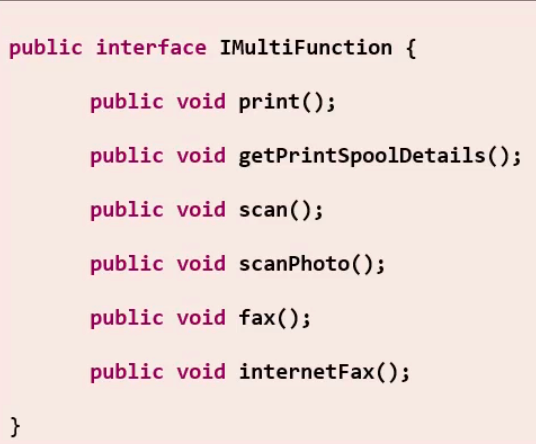 public interface IMultiFunction {
public void print();
public void getPrintSpoolDetails();
public void scan();
public void scanPhoto();
public void fax();
public void internetFax();
}